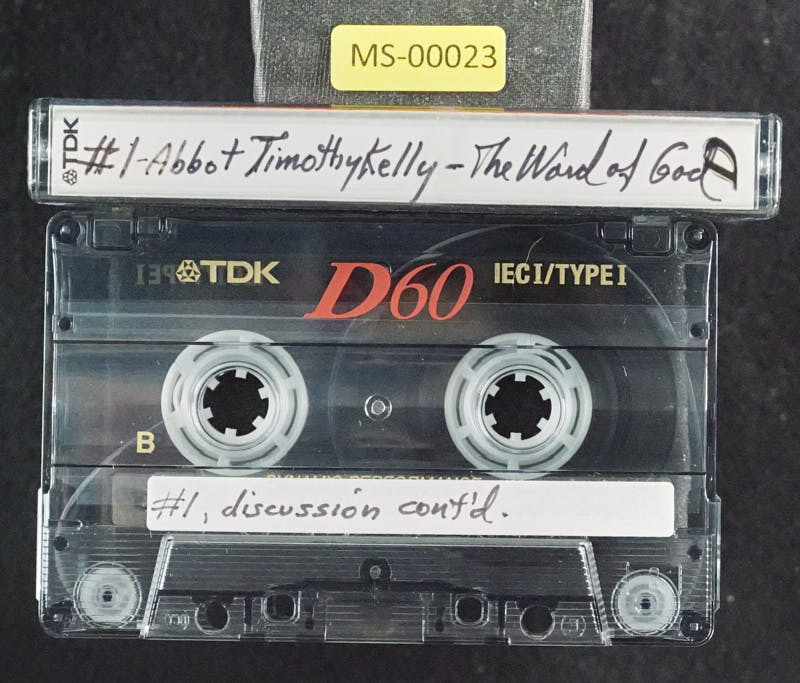 MS-00023
TDK
#1-Abbot Timothy Kelly - The Word of God D
TDK D60 IEC I/TYPE I
B
#1, discussion cont'd.